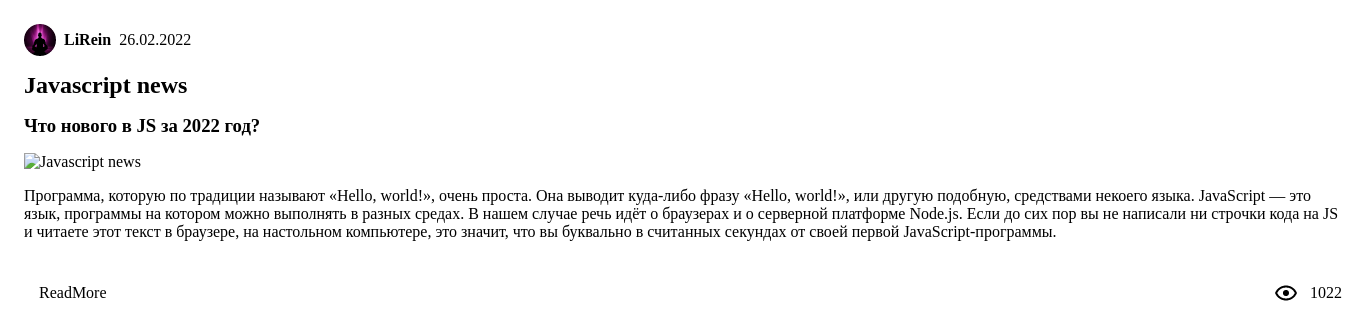 LiRein 26.02.2022
Javascript news
Что нового в JS за 2022 год?
Javascript news
Программа, которую по традиции называют «Hello, world!», очень проста. Она выводит куда-либо фразу «Hello, world!», или другую подобную, средствами некоего языка. JavaScript — это
язык, программы на котором можно выполнять в разных средах. В нашем случае речь идёт о браузерах и о серверной платформе Node.js. Если до сих пор вы не написали ни строчки кода на JS
и читаете этот текст в браузере, на настольном компьютере, это значит, что вы буквально в считанных секундах от своей первой JavaScript-программы.
ReadMore 1022